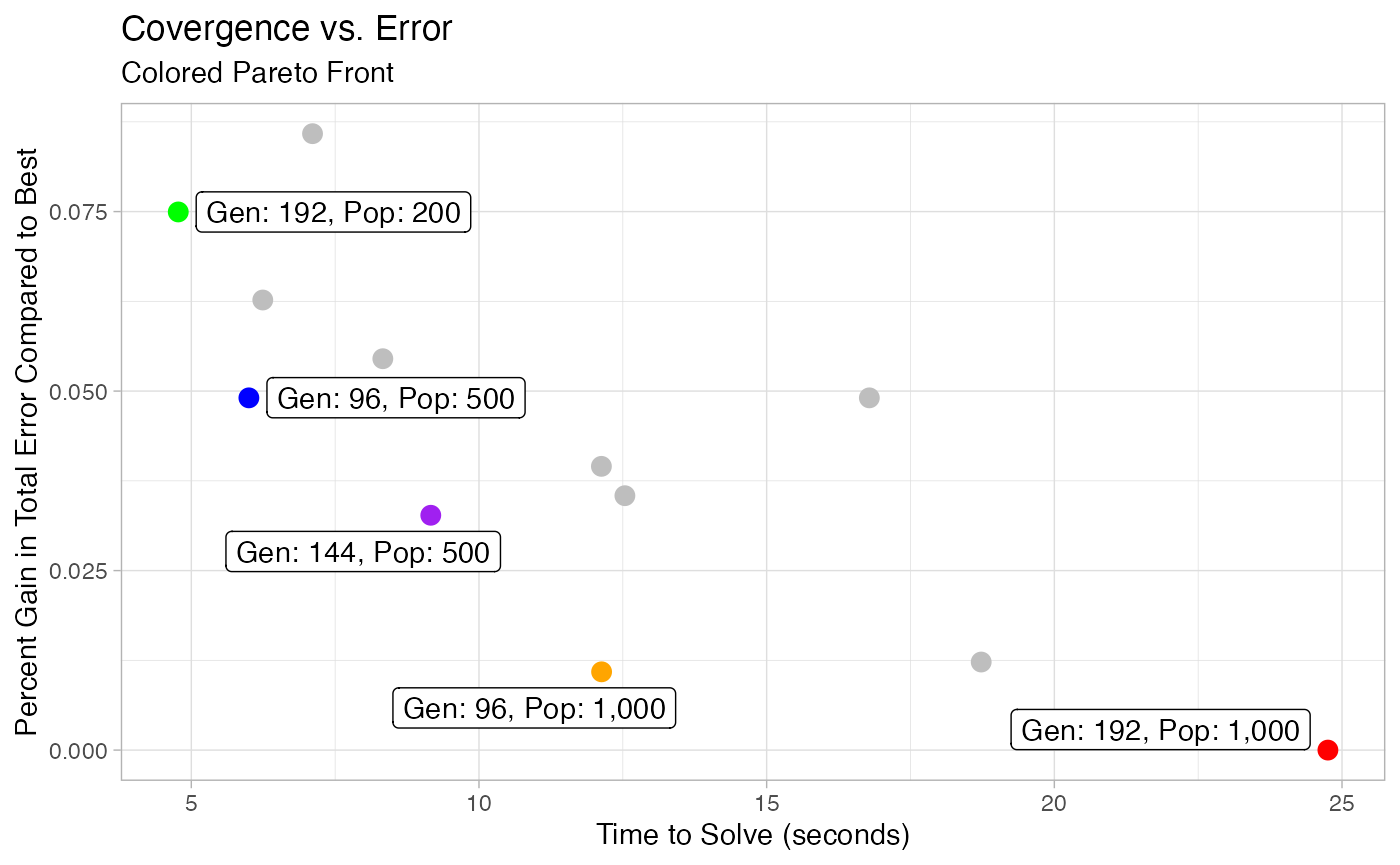 Covergence vs. Error
Colored Pareto Front
Percent Gain in Total Error Compared to Best
0.075
0.050
0.025
0.000
Gen: 192, Pop: 200
Gen: 96, Pop: 500
Gen: 144, Pop: 500
Gen: 96, Pop: 1,000
Gen: 192, Pop: 1,000
5 10 15 20 25
Time to Solve (seconds)